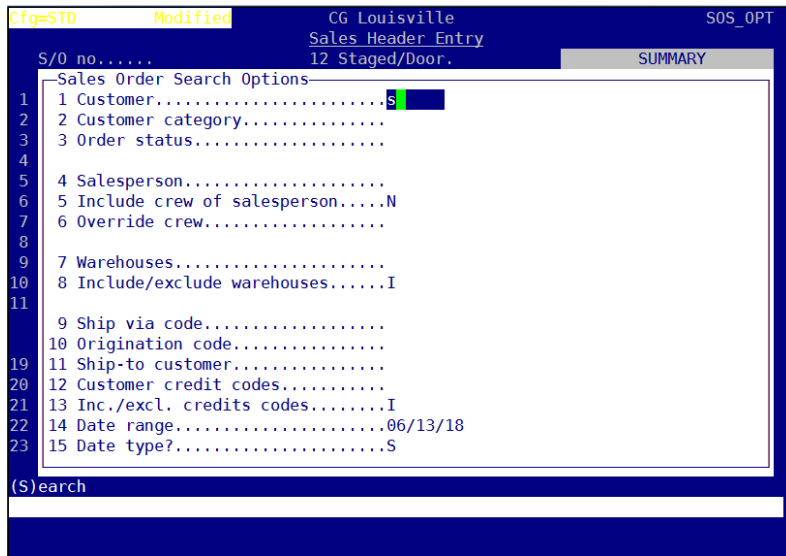 Cfg=STD Modified CG Louisville SOS_OPT
Sales Header Entry
S/O no...... 12 Staged/Door. SUMMARY
Sales Order Search Options
1 1 Customer........................s
2 2 Customer category...............
3 3 Order status....................
4
5 4 Salesperson.....................
6 5 Include crew of salesperson.....N
7 6 Override crew...................
8
9 7 Warehouses......................
10 8 Include/exclude warehouses......I
11
9 Ship via code...................
10 Origination code................
19 11 Ship-to customer................
20 12 Customer credit codes...........
21 13 Inc./excl. credits codes........I
22 14 Date range......................06/13/18
23 15 Date type?......................S
(S)earch